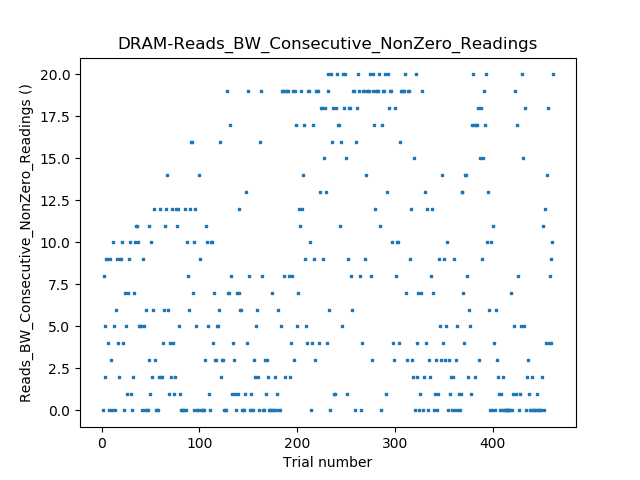 DRAM-Reads_BW_Consecutive_NonZero_Readings
Reads_BW_Consecutive_NonZero_Readings ()
20.0
17.5
15.0
12.5
10.0
7.5
5.0
2.5
0.0
0 100 200 300 400
Trial number